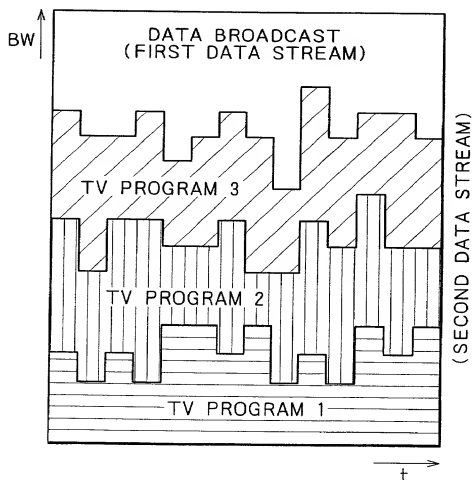 BW
DATA BROADCAST
(FIRST DATA STREAM)
TV PROGRAM 3
TV PROGRAM 2
TV PROGRAM 1
(SECOND DATA STREAM)
t